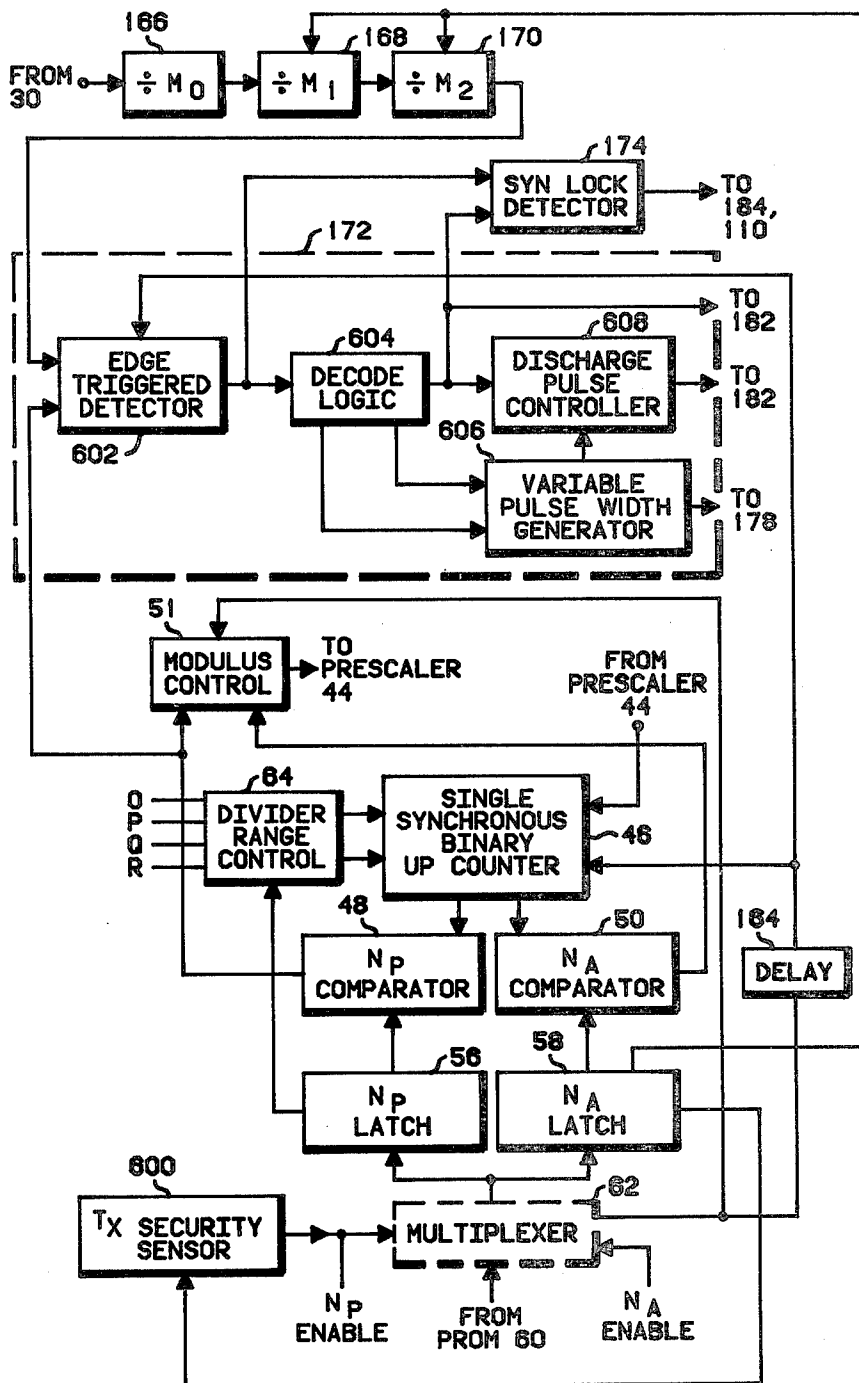 166
168
170
FROM
30
÷ M0
÷ M1
÷ M2
174
SYN LOCK
DETECTOR
TO
184,
110
172
TO
182
EDGE
TRIGGERED
DETECTOR
602
604
DECODE
LOGIC
608
DISCHARGE
PULSE
CONTROLLER
TO
182
606
VARIABLE
PULSE WIDTH
GENERATOR
TO
178
51
MODULUS
CONTROL
TO
PRESCALER
44
FROM
PRESCALER
44
64
O
P
Q
R
DIVIDER
RANGE
CONTROL
SINGLE
SYNCHRONOUS
BINARY
UP COUNTER
46
48
NP
COMPARATOR
50
NA
COMPARATOR
184
DELAY
56
NP
LATCH
58
NA
LATCH
600
TX SECURITY
SENSOR
62
MULTIPLEXER
NP
ENABLE
FROM
PROM 60
NA
ENABLE